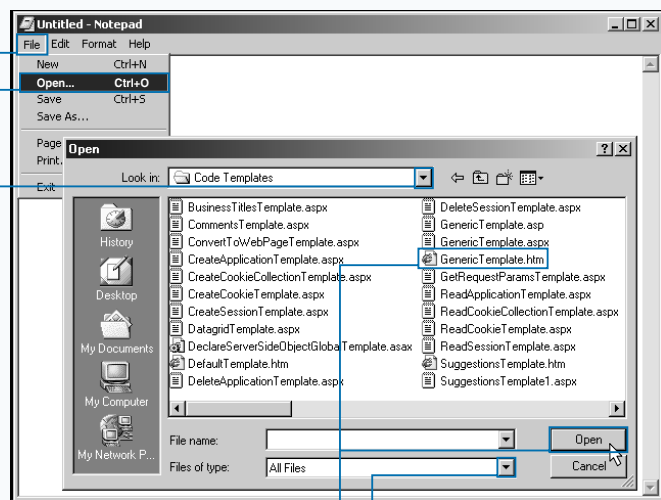 Untitled - Notepad
File Edit Format Help
New Ctrl+N
Open... Ctrl+O
Save Ctrl+S
Save As...
Page
Print.
Exit
Open
Look in: Code Templates
History
Desktop
My Documents
My Computer
My Network P...
BusinessTitlesTemplate.aspx
CommentsTemplate.aspx
ConvertToWebPageTemplate.aspx
CreateApplicationTemplate.aspx
CreateCookieCollectionTemplate.aspx
CreateCookieTemplate.aspx
CreateSessionTemplate.aspx
DatagridTemplate.aspx
DeclareServerSideObjectGlobalTemplate.asax
DefaultTemplate.htm
DeleteApplicationTemplate.aspx
DeleteSessionTemplate.aspx
GenericTemplate.asp
GenericTemplate.aspx
GenericTemplate.htm
GetRequestParamsTemplate.aspx
ReadApplicationTemplate.aspx
ReadCookieCollectionTemplate.aspx
ReadCookieTemplate.aspx
ReadSessionTemplate.aspx
SuggestionsTemplate.htm
SuggestionsTemplate1.aspx
File name: Open
Files of type: All Files Cancel